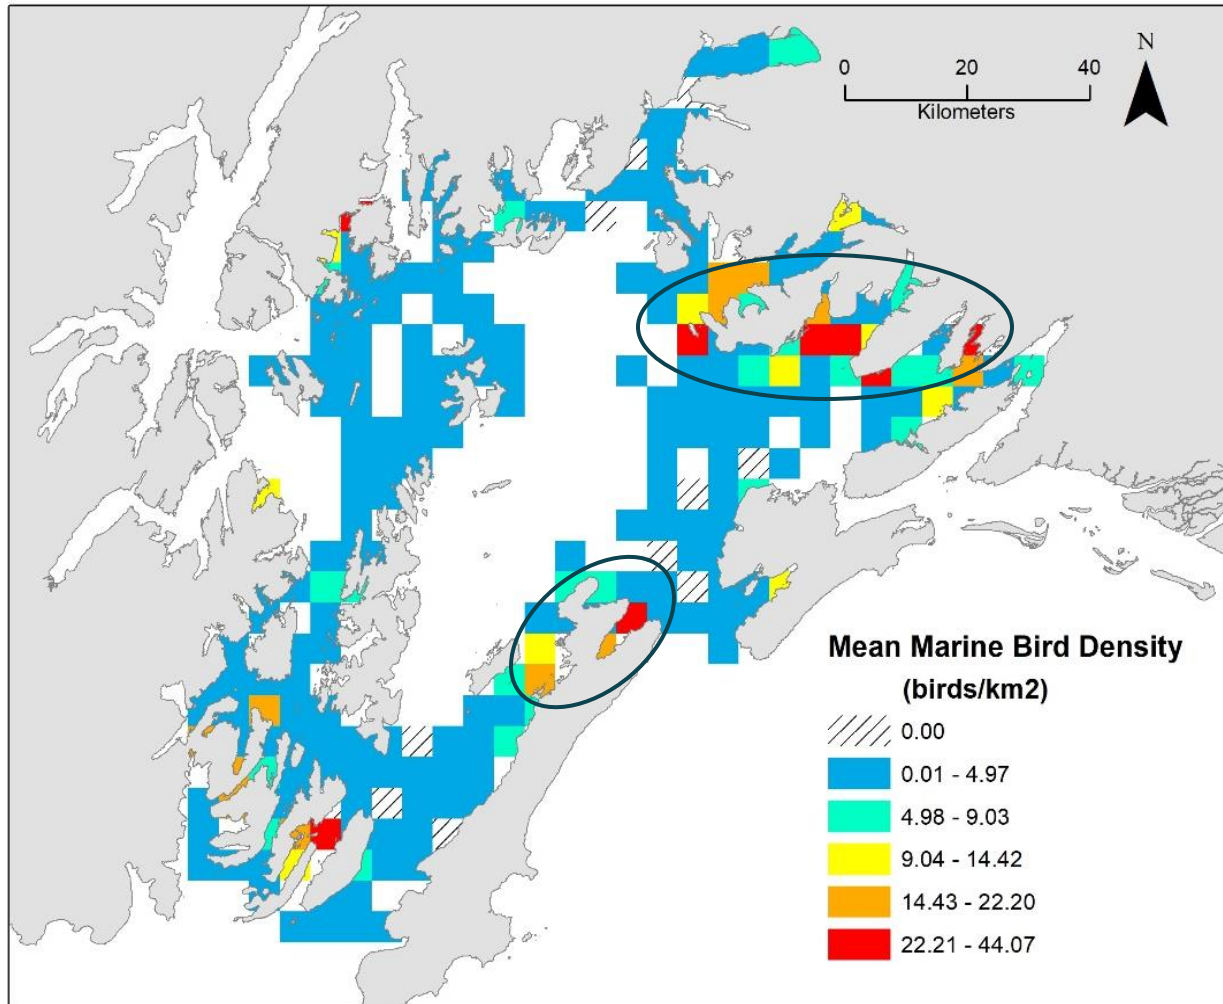 N
0 20 40
Kilometers
Mean Marine Bird Density
(birds/km2)
0.00
0.01 - 4.97
4.98 - 9.03
9.04 - 14.42
14.43 - 22.20
22.21 - 44.07